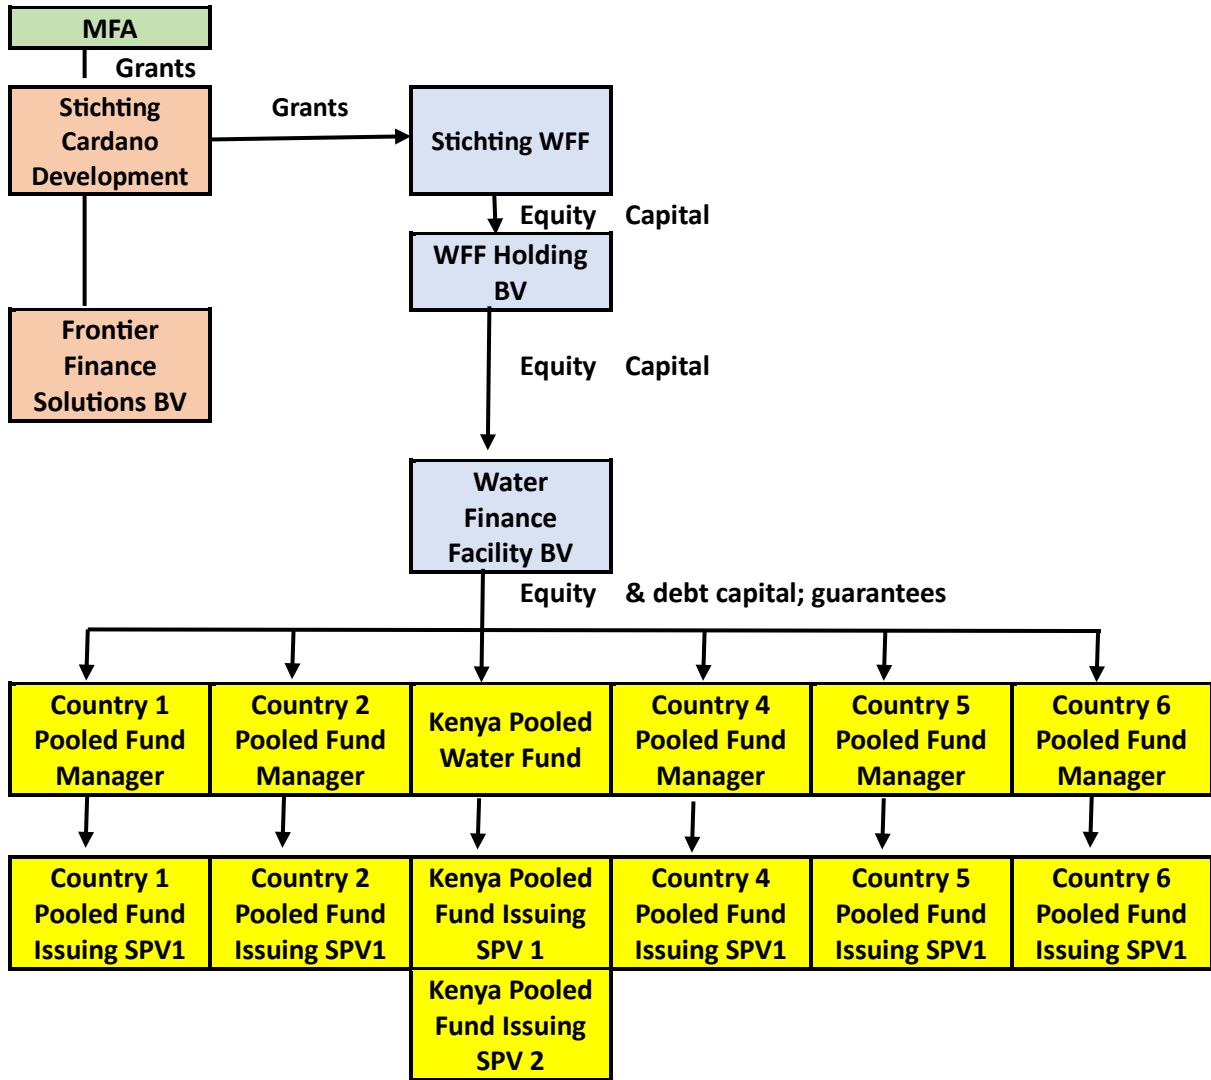 MFA
Grants
Stichting
Cardano
Development
Grants
Stichting WFF
Equity Capital
WFF Holding
BV
Frontier
Finance
Solutions BV
Equity Capital
Water
Finance
Facility BV
Equity & debt capital; guarantees
Country 1
Pooled Fund
Manager
Country 2
Pooled Fund
Manager
Kenya Pooled
Water Fund
Country 4
Pooled Fund
Manager
Country 5
Pooled Fund
Manager
Country 6
Pooled Fund
Manager
Country 1
Pooled Fund
Issuing SPV1
Country 2
Pooled Fund
Issuing SPV1
Kenya Pooled
Fund Issuing
SPV 1
Country 4
Pooled Fund
Issuing SPV1
Country 5
Pooled Fund
Issuing SPV1
Country 6
Pooled Fund
Issuing SPV1
Kenya Pooled
Fund Issuing
SPV 2